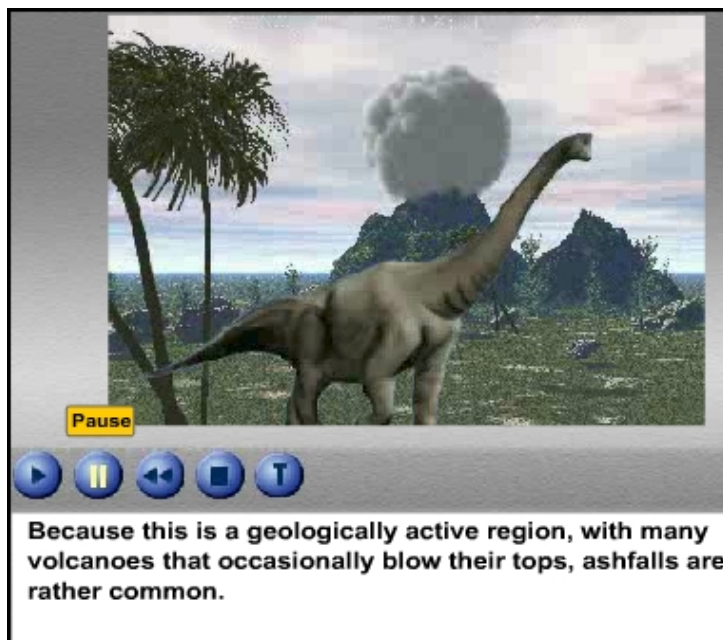 Pause
T
Because this is a geologically active region, with many
volcanoes that occasionally blow their tops, ashfalls are
rather common.